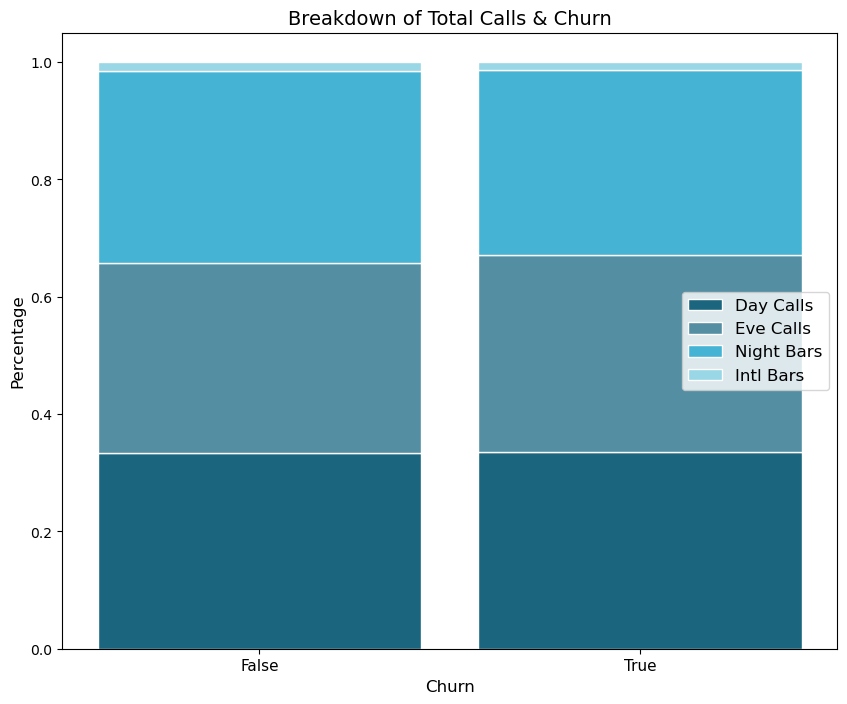 Breakdown of Total Calls & Churn
Percentage
1.0
0.8
0.6
0.4
0.2
0.0
Day Calls
Eve Calls
Night Bars
Intl Bars
False
True
Churn